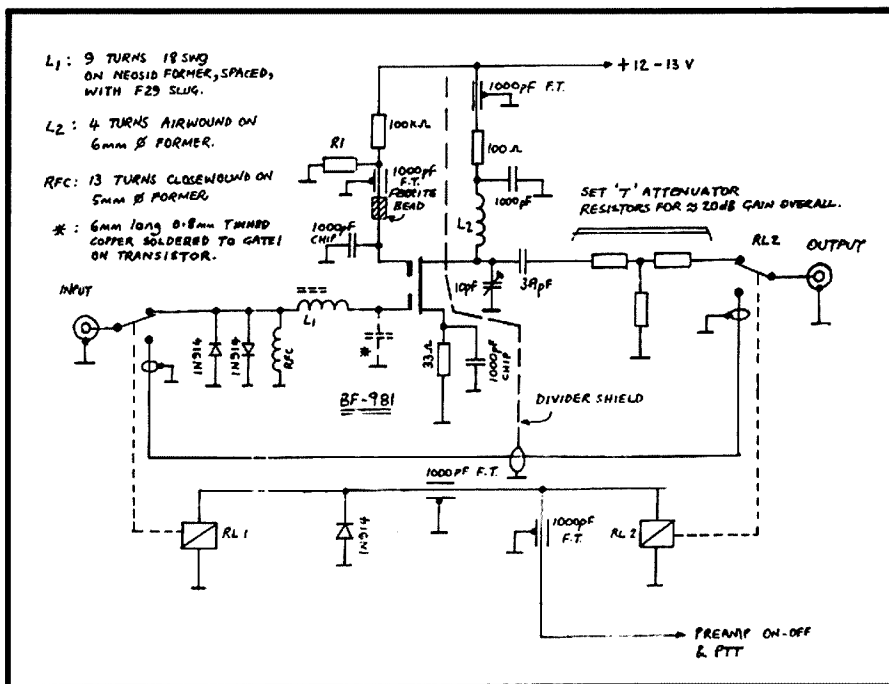 L1: 9 TURNS 18 SWG
ON NEOSID FORMER, SPACED,
WITH F29 SLUG.
L2: 4 TURNS AIRWOUND ON
6mm Ø FORMER.
RFC: 13 TURNS CLOSEWOUND ON
5mm Ø FORMER
*: 6mm long 0.8mm TINNED
COPPER SOLDERED TO GATE1
ON TRANSISTOR.
+12-13V
1000pf F.T.
100KΩ
R1
1000pf
F.T.
FERRITE
BEAD
1000pf
CHIP
100Ω
1000pf
L2
SET 'T' ATTENUATOR
RESISTORS FOR ≈ 20dB GAIN OVERALL.
RL2
OUTPUT
10pf
39pF
INPUT
L1
*
1N914
1N914
RFC
33Ω
1000pf
CHIP
BF-981
DIVIDER SHIELD
1000PF F.T.
RL1
1N914
1000pF
F.T.
RL2
PREAMP ON-OFF
& PTT